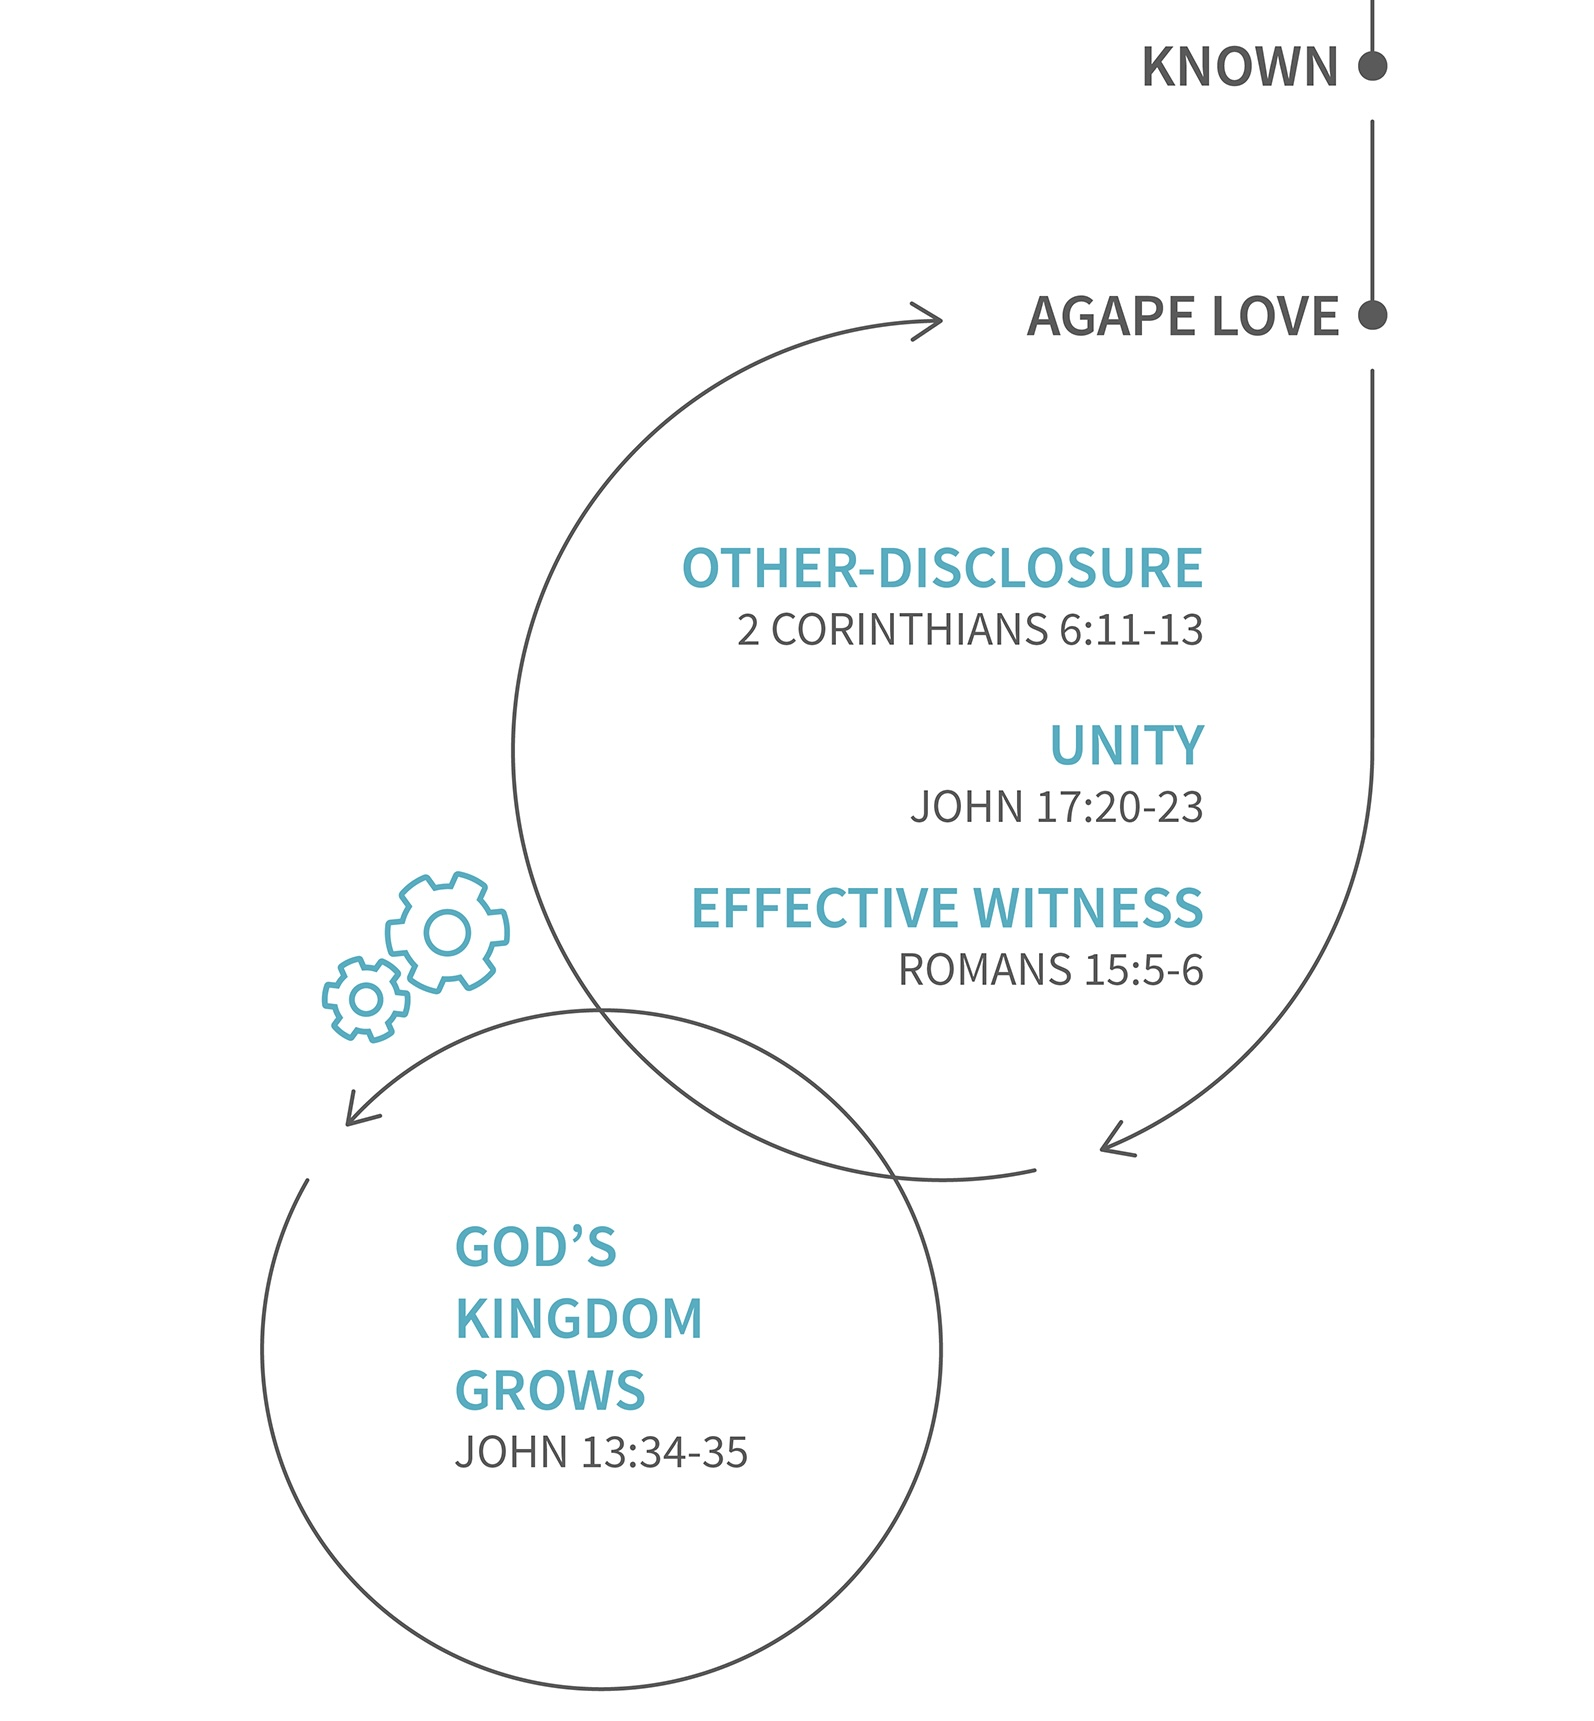 KNOWN
AGAPE LOVE
OTHER-DISCLOSURE
2 CORINTHIANS 6:11-13
UNITY
JOHN 17:20-23
EFFECTIVE WITNESS
ROMANS 15:5-6
GOD’S
KINGDOM
GROWS
JOHN 13:34-35